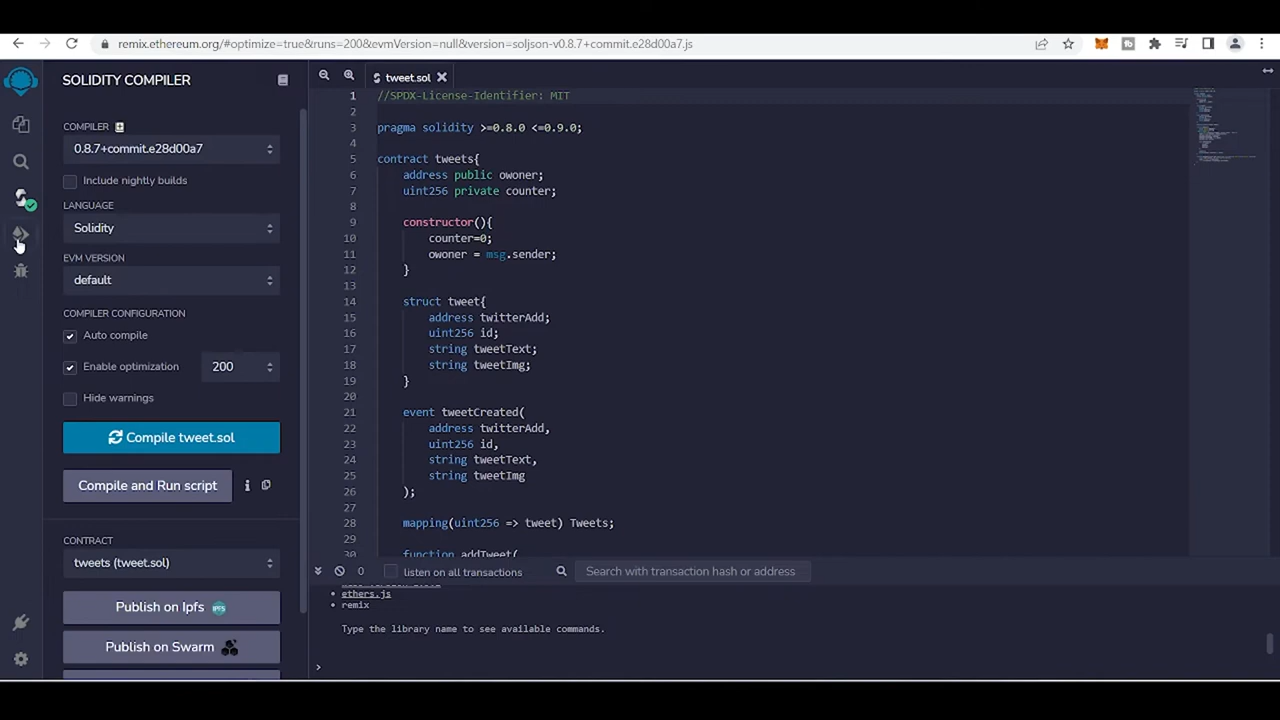 remix.ethereum.org/#optimize=true&runs=200&evmVersion=null&version=soljson-v0.8.7+commit.e28d00a7.js
SOLIDITY COMPILER
COMPILER
0.8.7+commit.e28d00a7
Include nightly builds
LANGUAGE
Solidity
EVM VERSION
default
COMPILER CONFIGURATION
Auto compile
Enable optimization 200
Hide warnings
Compile tweet.sol
Compile and Run script
CONTRACT
tweets (tweet.sol)
Publish on Ipfs IPFS
Publish on Swarm
tweet.sol
1 //SPDX-License-Identifier: MIT
2
3 pragma solidity >=0.8.0 <=0.9.0;
4
5 contract tweets{
6 address public owoner;
7 uint256 private counter;
8
9 constructor(){
10 counter=0;
11 owoner = msg.sender;
12 }
13
14 struct tweet{
15 address twitterAdd;
16 uint256 id;
17 string tweetText;
18 string tweetImg;
19 }
20
21 event tweetCreated(
22 address twitterAdd,
23 uint256 id,
24 string tweetText,
25 string tweetImg
26 );
27
28 mapping(uint256 => tweet) Tweets;
29
30 function addTweet(
0 listen on all transactions Search with transaction hash or address
• ethers.js
• remix
Type the library name to see available commands.
>